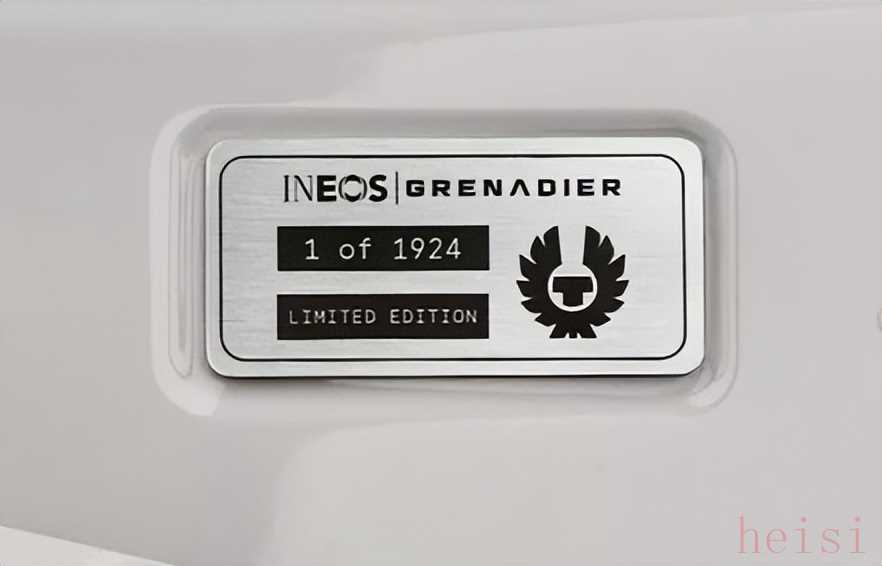 INEOS | GRENADIER
1 of 1924
LIMITED EDITION
heisi